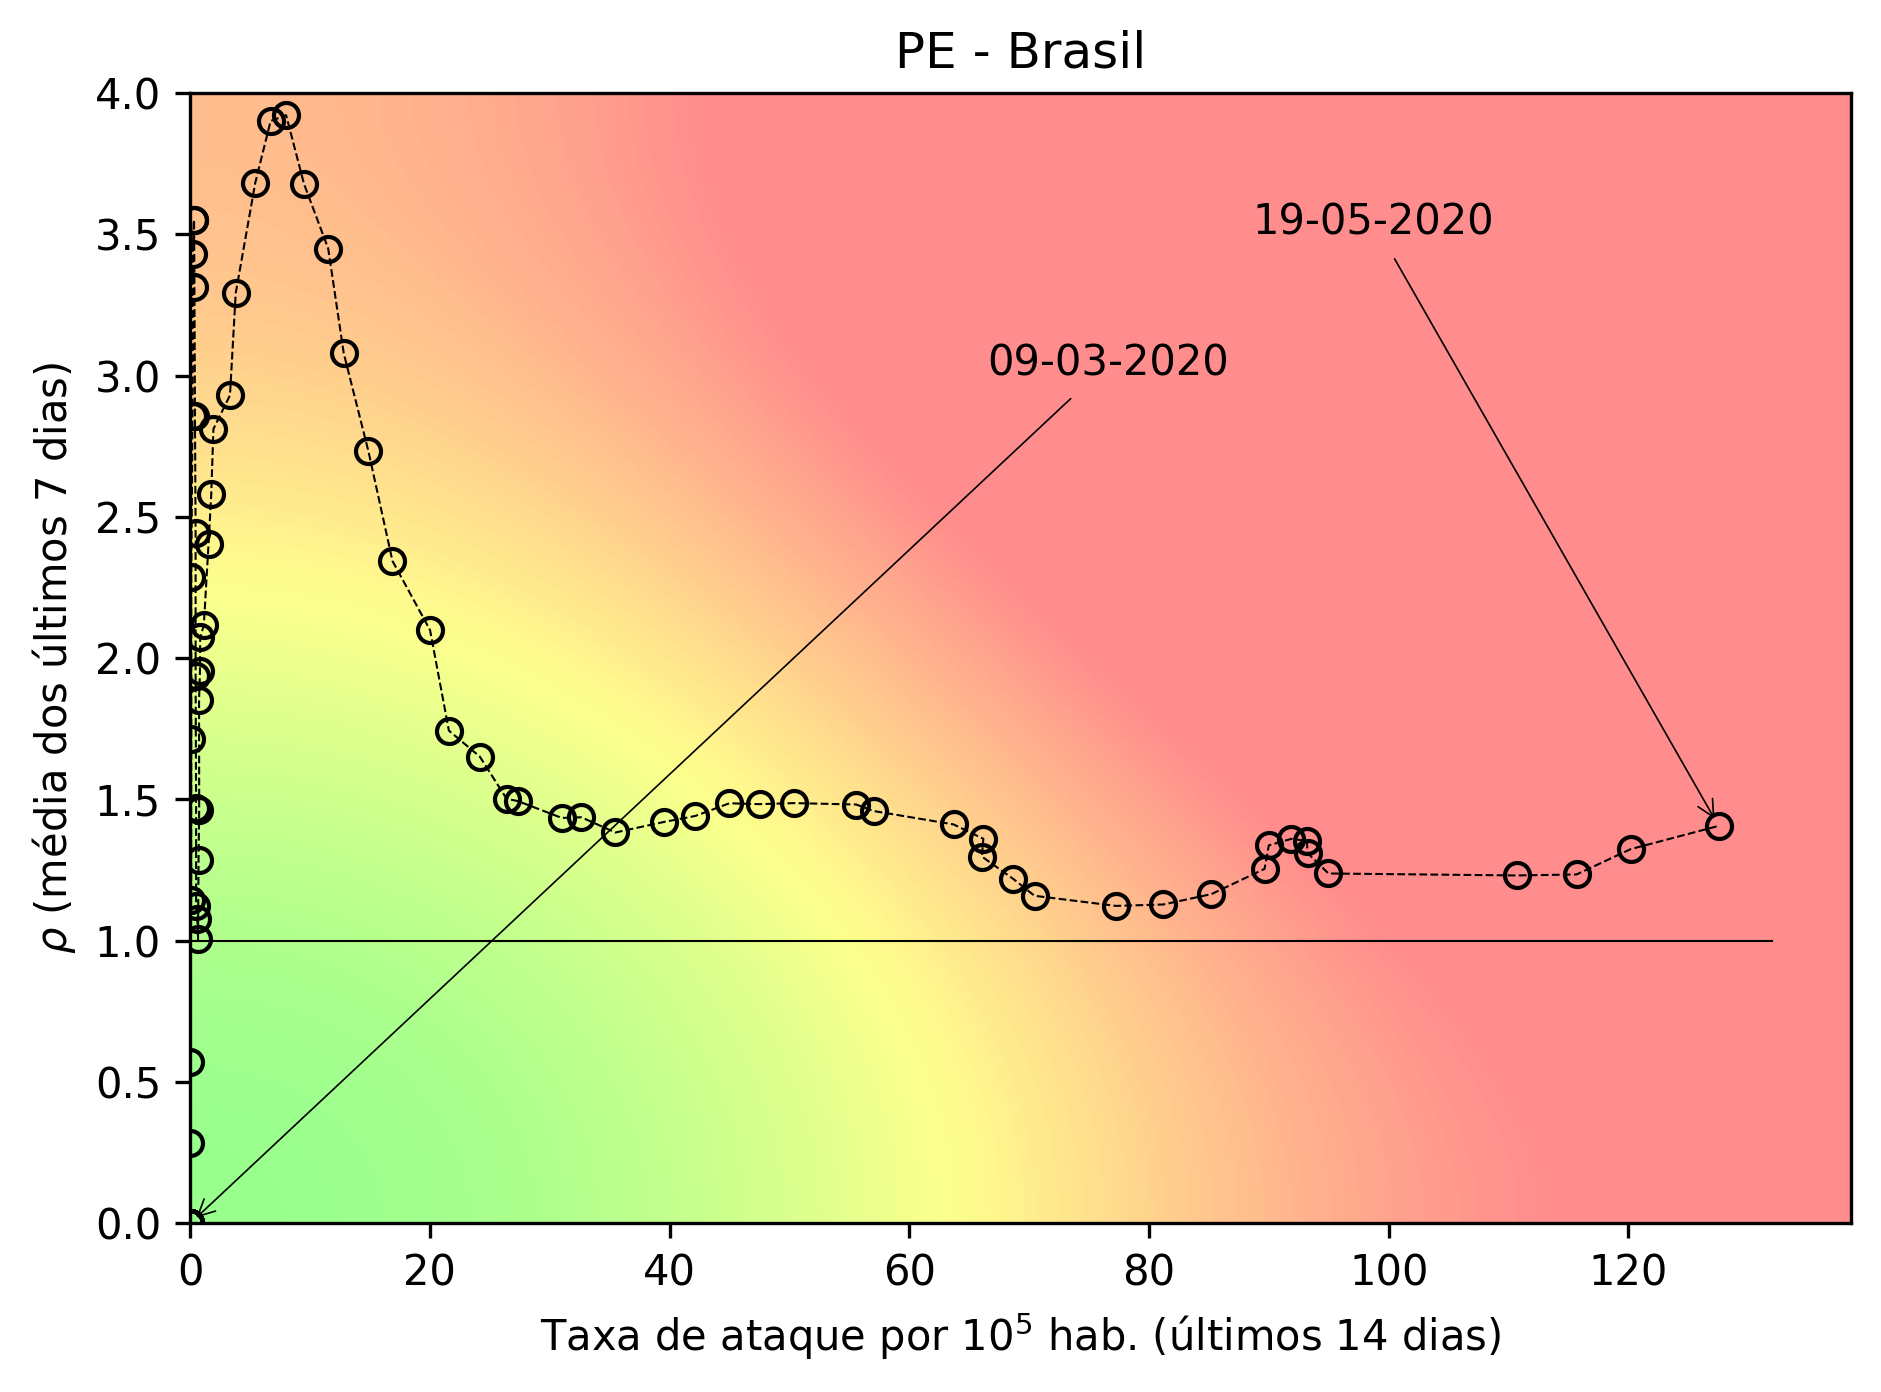 PE - Brasil
4.0
3.5
3.0
2.5
2.0
1.5
1.0
0.5
0.0
ρ (média dos últimos 7 dias)
19-05-2020
09-03-2020
0 20 40 60 80 100 120
Taxa de ataque por 10⁵ hab. (últimos 14 dias)